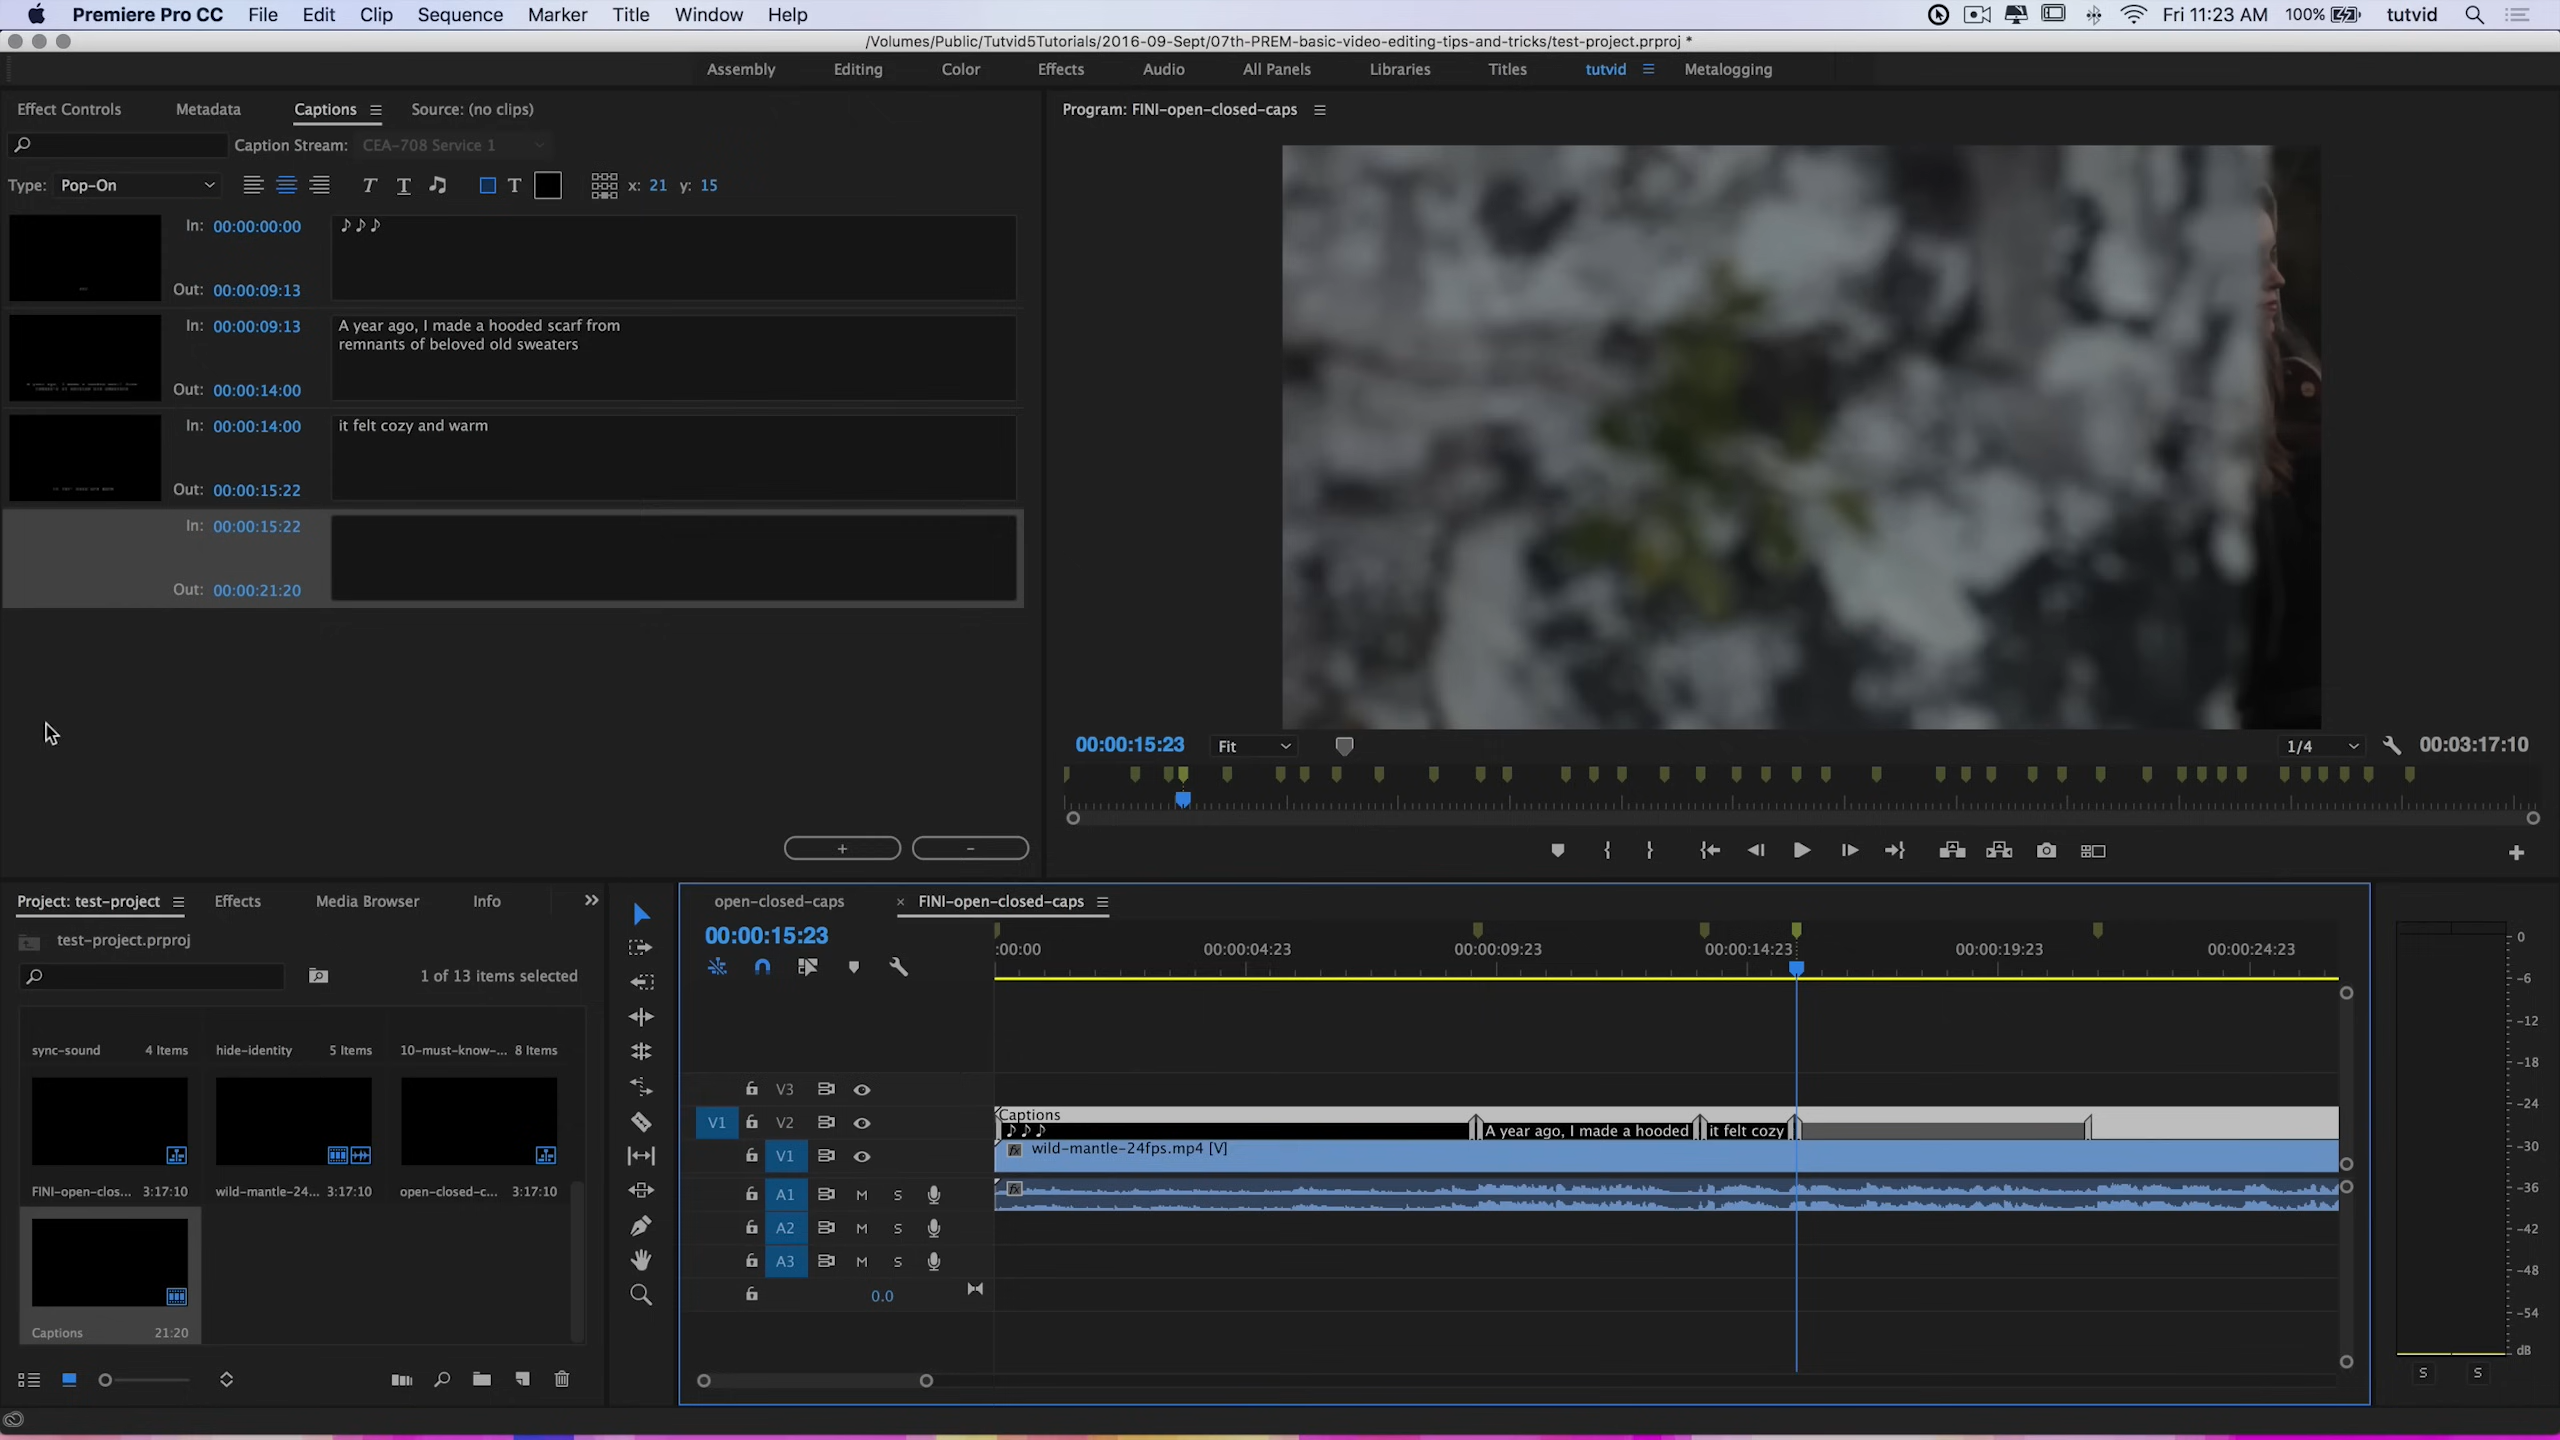 Premiere Pro CC File Edit Clip Sequence Marker Title Window Help Fri 11:23 AM 100% tutvid
/Volumes/Public/Tutvid5Tutorials/2016-09-Sept/07th-PREM-basic-video-editing-tips-and-tricks/test-project.prproj *
Assembly Editing Color Effects Audio All Panels Libraries Titles tutvid Metalogging
Effect Controls Metadata Captions Source: (no clips)
Caption Stream: CEA-708 Service 1
Type: Pop-On T T T x: 21 y: 15
In: 00:00:00:00 ♪♪♪
Out: 00:00:09:13
In: 00:00:09:13 A year ago, I made a hooded scarf from
remnants of beloved old sweaters
Out: 00:00:14:00
In: 00:00:14:00 it felt cozy and warm
Out: 00:00:15:22
In: 00:00:15:22
Out: 00:00:21:20
+ -
Program: FINI-open-closed-caps
00:00:15:23 Fit 1/4 00:03:17:10
Project: test-project Effects Media Browser Info
test-project.prproj
1 of 13 items selected
sync-sound 4 Items hide-identity 5 Items 10-must-know-... 8 Items
FINI-open-clos... 3:17:10 wild-mantle-24... 3:17:10 open-closed-c... 3:17:10
Captions 21:20
open-closed-caps × FINI-open-closed-caps
00:00:15:23
:00:00 00:00:04:23 00:00:09:23 00:00:14:23 00:00:19:23 00:00:24:23
V3
V1 V2 Captions
♪♪♪ A year ago, I made a hooded it felt cozy
V1 wild-mantle-24fps.mp4 [V]
A1 M S
A2 M S
A3 M S
0.0
0
-6
-12
-18
-24
-30
-36
-42
-48
-54
dB
S S